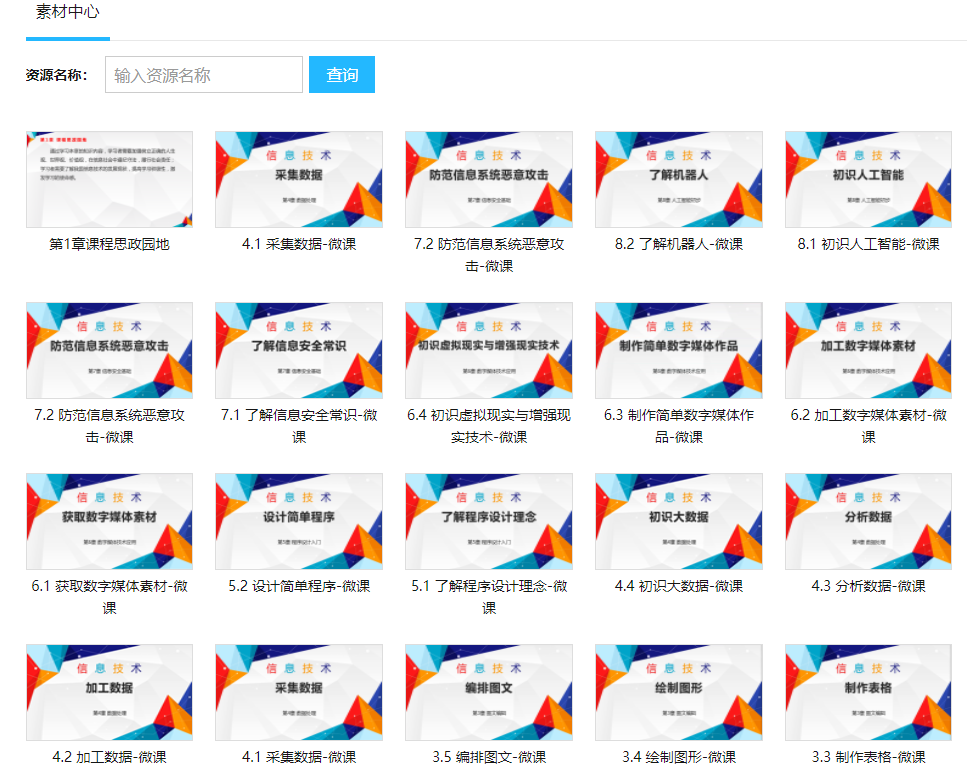 素材中心
资源名称：
输入资源名称
查询
第1章课程思政园地
信息技术
采集数据
第4章 数据处理
4.1 采集数据-微课
信息技术
防范信息系统恶意攻击
第7章 信息安全基础
7.2 防范信息系统恶意攻
击-微课
信息技术
了解机器人
第8章 人工智能初步
8.2 了解机器人-微课
信息技术
初识人工智能
第8章 人工智能初步
8.1 初识人工智能-微课
信息技术
防范信息系统恶意攻击
第7章 信息安全基础
7.2 防范信息系统恶意攻
击-微课
信息技术
了解信息安全常识
第7章 信息安全基础
7.1 了解信息安全常识-微
课
信息技术
初识虚拟现实与增强现实技术
第6章 数字媒体技术应用
6.4 初识虚拟现实与增强现
实技术-微课
信息技术
制作简单数字媒体作品
第6章 数字媒体技术应用
6.3 制作简单数字媒体作
品-微课
信息技术
加工数字媒体素材
第6章 数字媒体技术应用
6.2 加工数字媒体素材-微
课
信息技术
获取数字媒体素材
第6章 数字媒体技术应用
6.1 获取数字媒体素材-微
课
信息技术
设计简单程序
第5章 程序设计入门
5.2 设计简单程序-微课
信息技术
了解程序设计理念
第5章 程序设计入门
5.1 了解程序设计理念-微
课
信息技术
初识大数据
第4章 数据处理
4.4 初识大数据-微课
信息技术
分析数据
第4章 数据处理
4.3 分析数据-微课
信息技术
加工数据
第4章 数据处理
4.2 加工数据-微课
信息技术
采集数据
第4章 数据处理
4.1 采集数据-微课
信息技术
编排图文
第3章 图文编辑
3.5 编排图文-微课
信息技术
绘制图形
第3章 图文编辑
3.4 绘制图形-微课
信息技术
制作表格
第3章 图文编辑
3.3 制作表格-微课